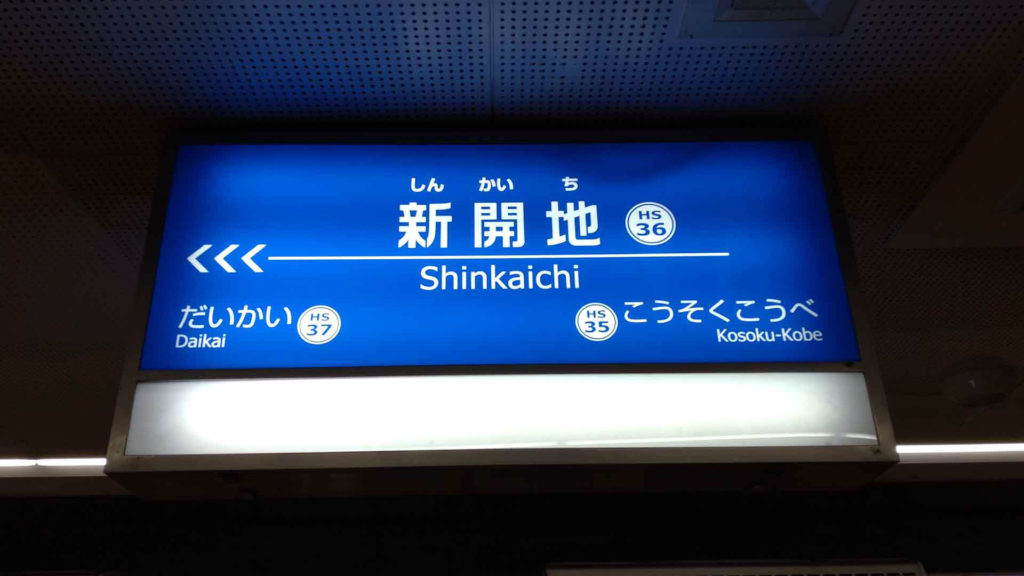 しん かい ち
新開地 HS 36
Shinkaichi
だいかい HS 37
Daikai
HS 35 こうそくこうべ
Kosoku-Kobe